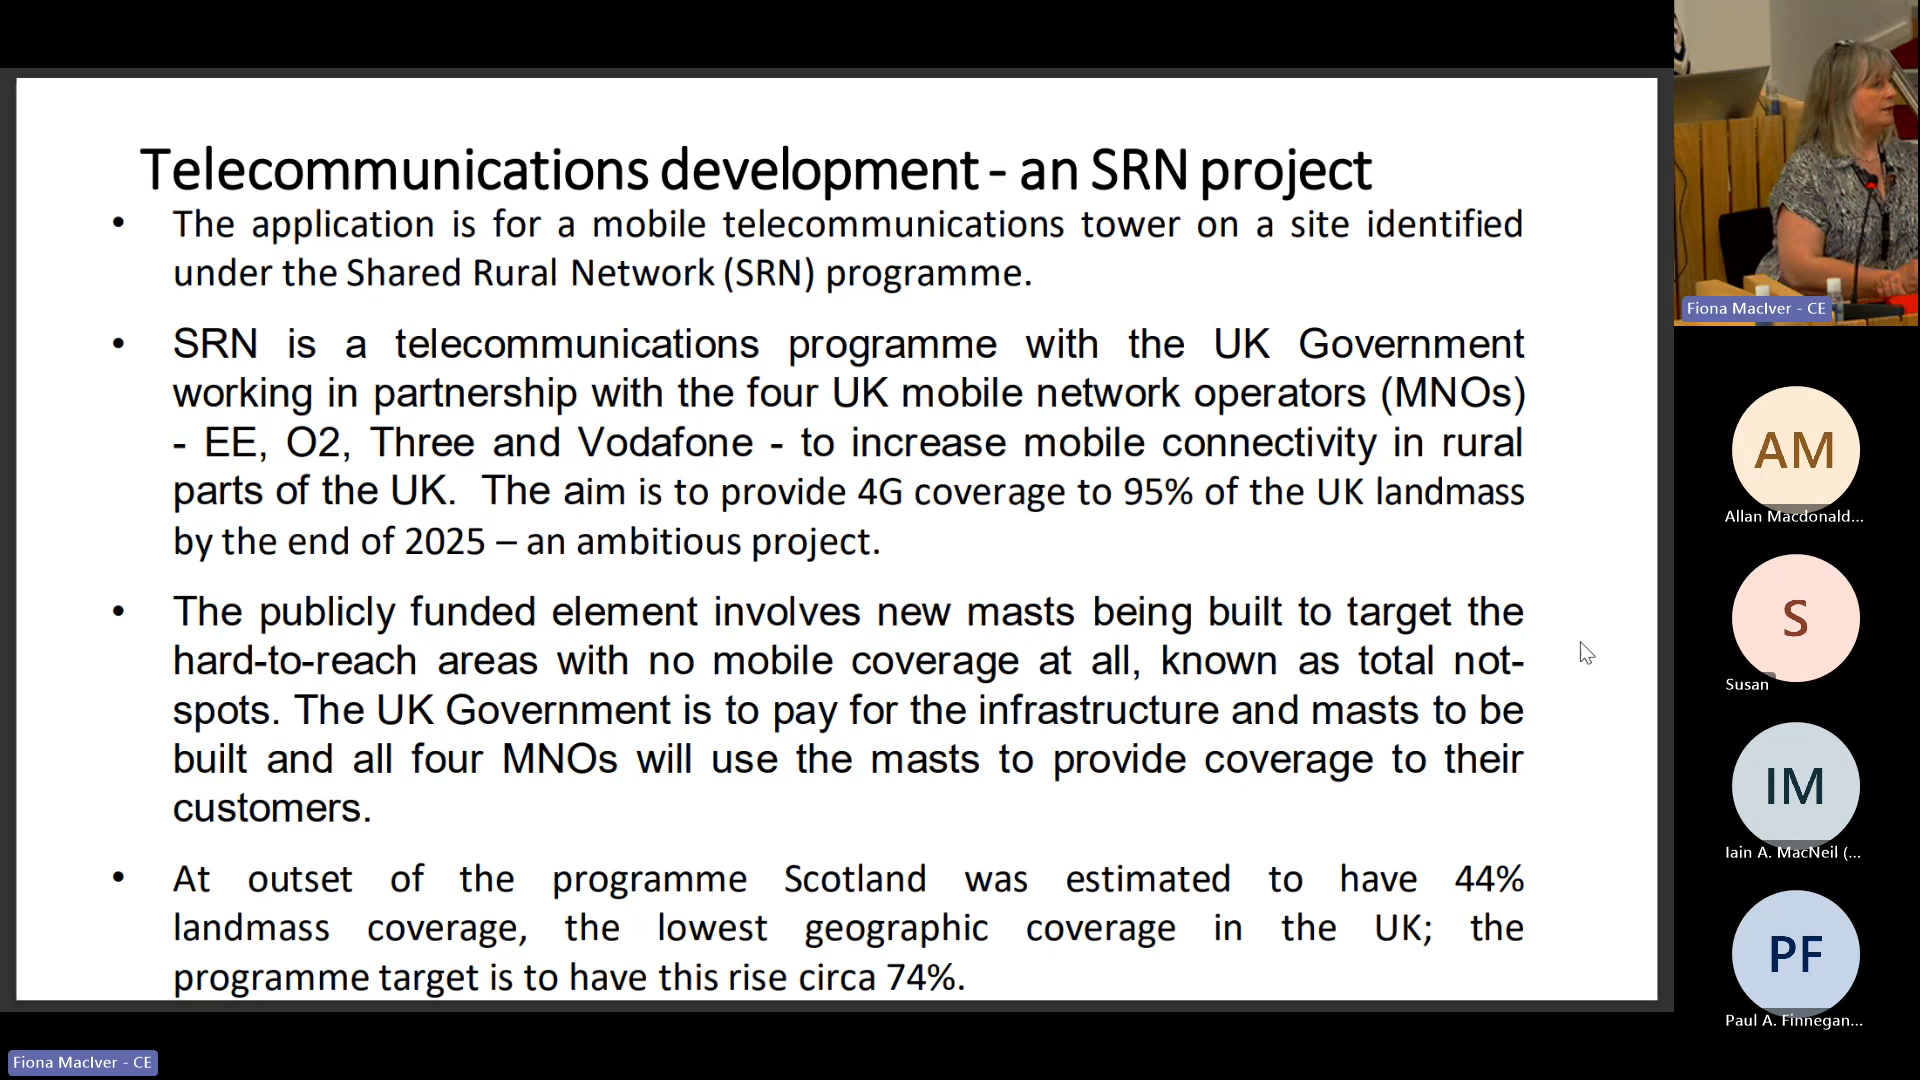 Telecommunications development - an SRN project
• The application is for a mobile telecommunications tower on a site identified
under the Shared Rural Network (SRN) programme.
• SRN is a telecommunications programme with the UK Government
working in partnership with the four UK mobile network operators (MNOs)
- EE, O2, Three and Vodafone - to increase mobile connectivity in rural
parts of the UK. The aim is to provide 4G coverage to 95% of the UK landmass
by the end of 2025 – an ambitious project.
• The publicly funded element involves new masts being built to target the
hard-to-reach areas with no mobile coverage at all, known as total not-
spots. The UK Government is to pay for the infrastructure and masts to be
built and all four MNOs will use the masts to provide coverage to their
customers.
• At outset of the programme Scotland was estimated to have 44%
landmass coverage, the lowest geographic coverage in the UK; the
programme target is to have this rise circa 74%.
Fiona MacIver - CE
AM
Allan Macdonald...
S
Susan
IM
Iain A. MacNeil (...
PF
Paul A. Finnegan...
Fiona MacIver - CE